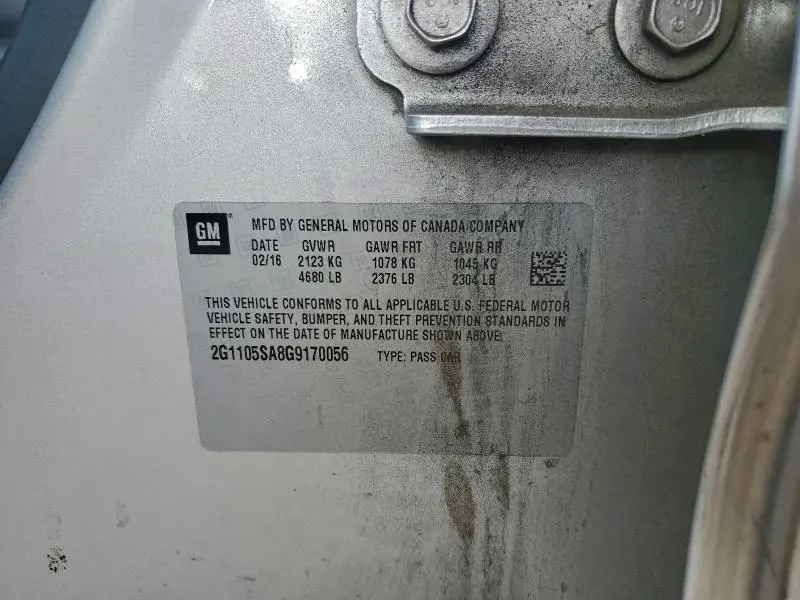 GM
MFD BY GENERAL MOTORS OF CANADA COMPANY
DATE GVWR GAWR FRT GAWR RR
02/16 2123 KG 1078 KG 1045 KG
4680 LB 2376 LB 2304 LB
THIS VEHICLE CONFORMS TO ALL APPLICABLE U.S. FEDERAL MOTOR
VEHICLE SAFETY, BUMPER, AND THEFT PREVENTION STANDARDS IN
EFFECT ON THE DATE OF MANUFACTURE SHOWN ABOVE.
2G1105SA8G9170056 TYPE: PASS CAR